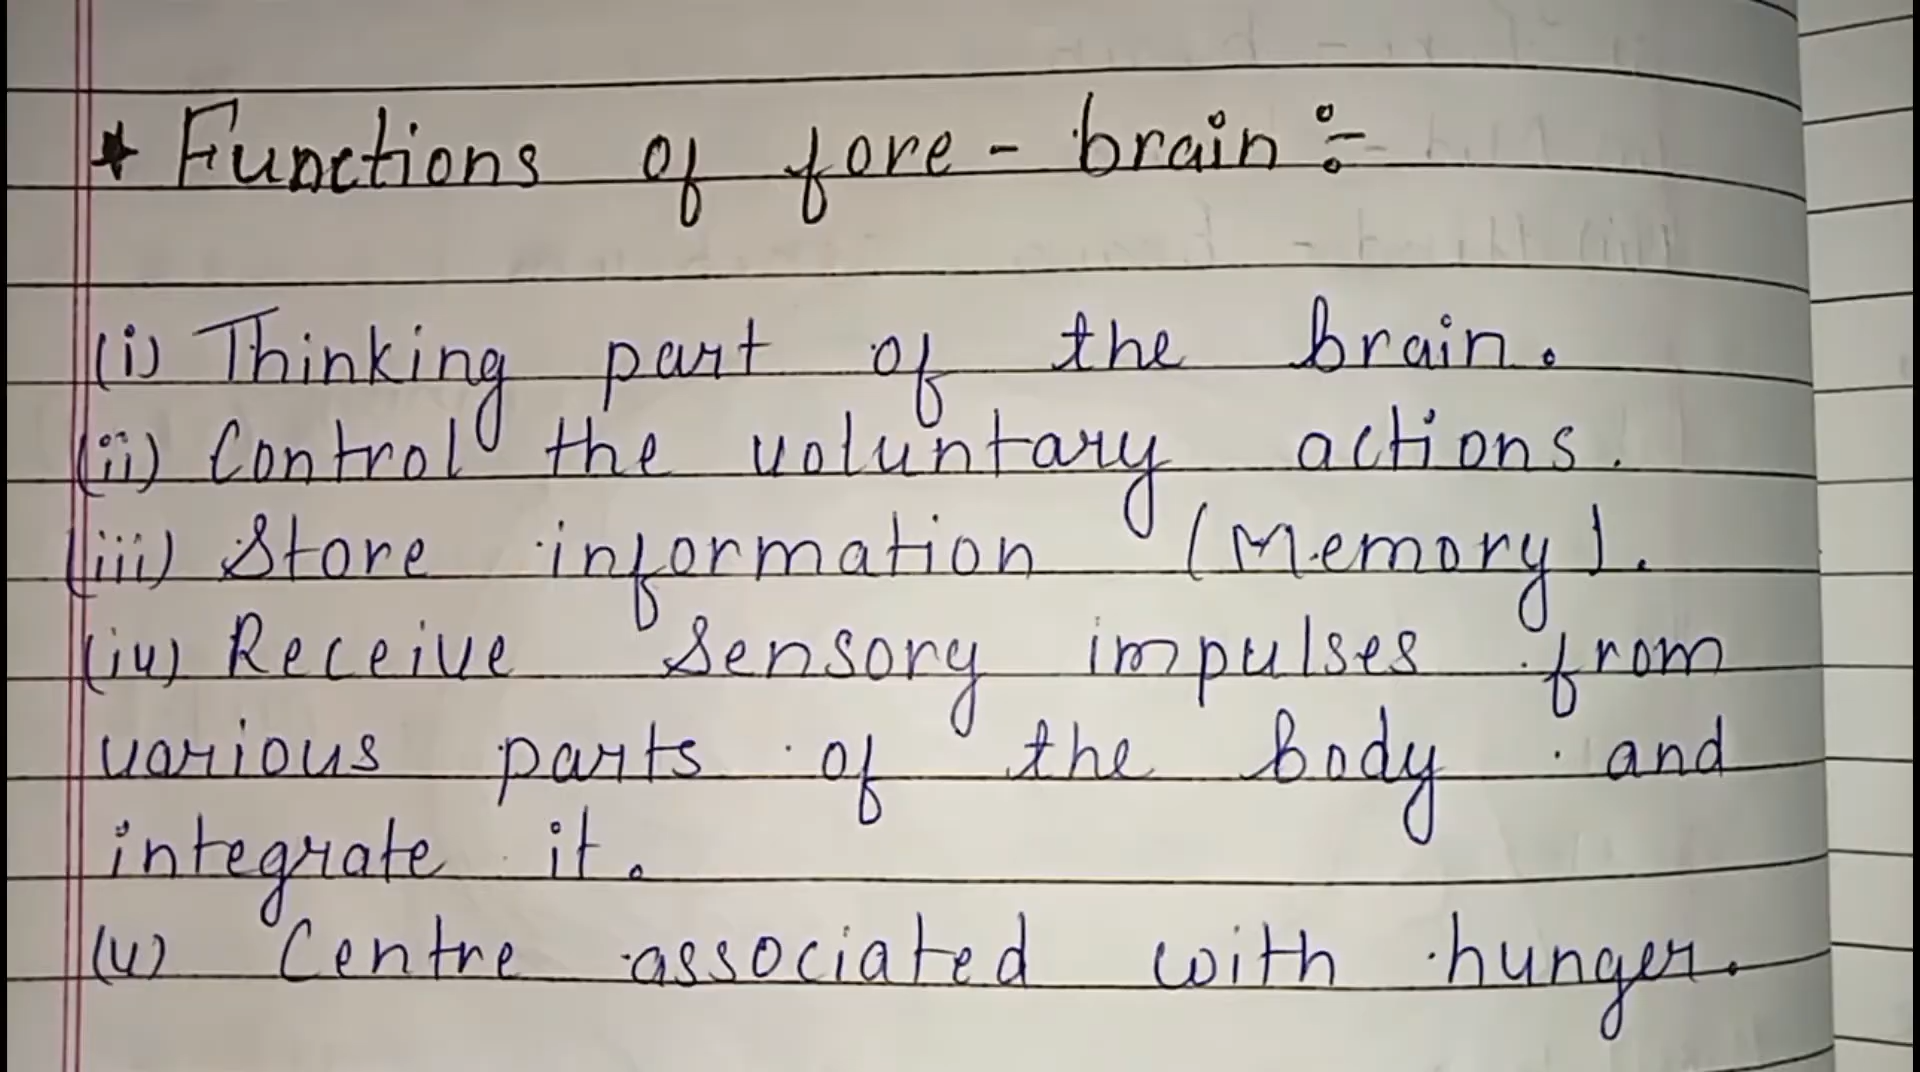 * Functions of fore - brain :-
(i) Thinking part of the brain.
(ii) Control the voluntary actions.
(iii) Store information (Memory).
(iv) Receive sensory impulses from
various parts of the body and
integrate it.
(v) Centre associated with hunger.